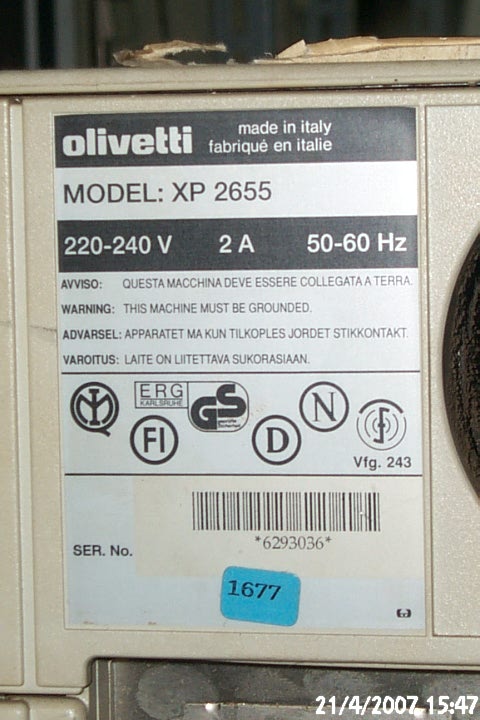 olivetti
made in italy
fabriqué en italie
MODEL: XP 2655
220-240 V 2 A 50-60 Hz
AVVISO: QUESTA MACCHINA DEVE ESSERE COLLEGATA A TERRA.
WARNING: THIS MACHINE MUST BE GROUNDED.
ADVARSEL: APPARATET MA KUN TILKOPLES JORDET STIKKONTAKT.
VAROITUS: LAITE ON LIITETTAVA SUKORASIAAN.
ERG
KARLSRUHE
GS
N
FI
D
Vfg. 243
*6293036*
SER. No.
1677
21/4/2007 15:47